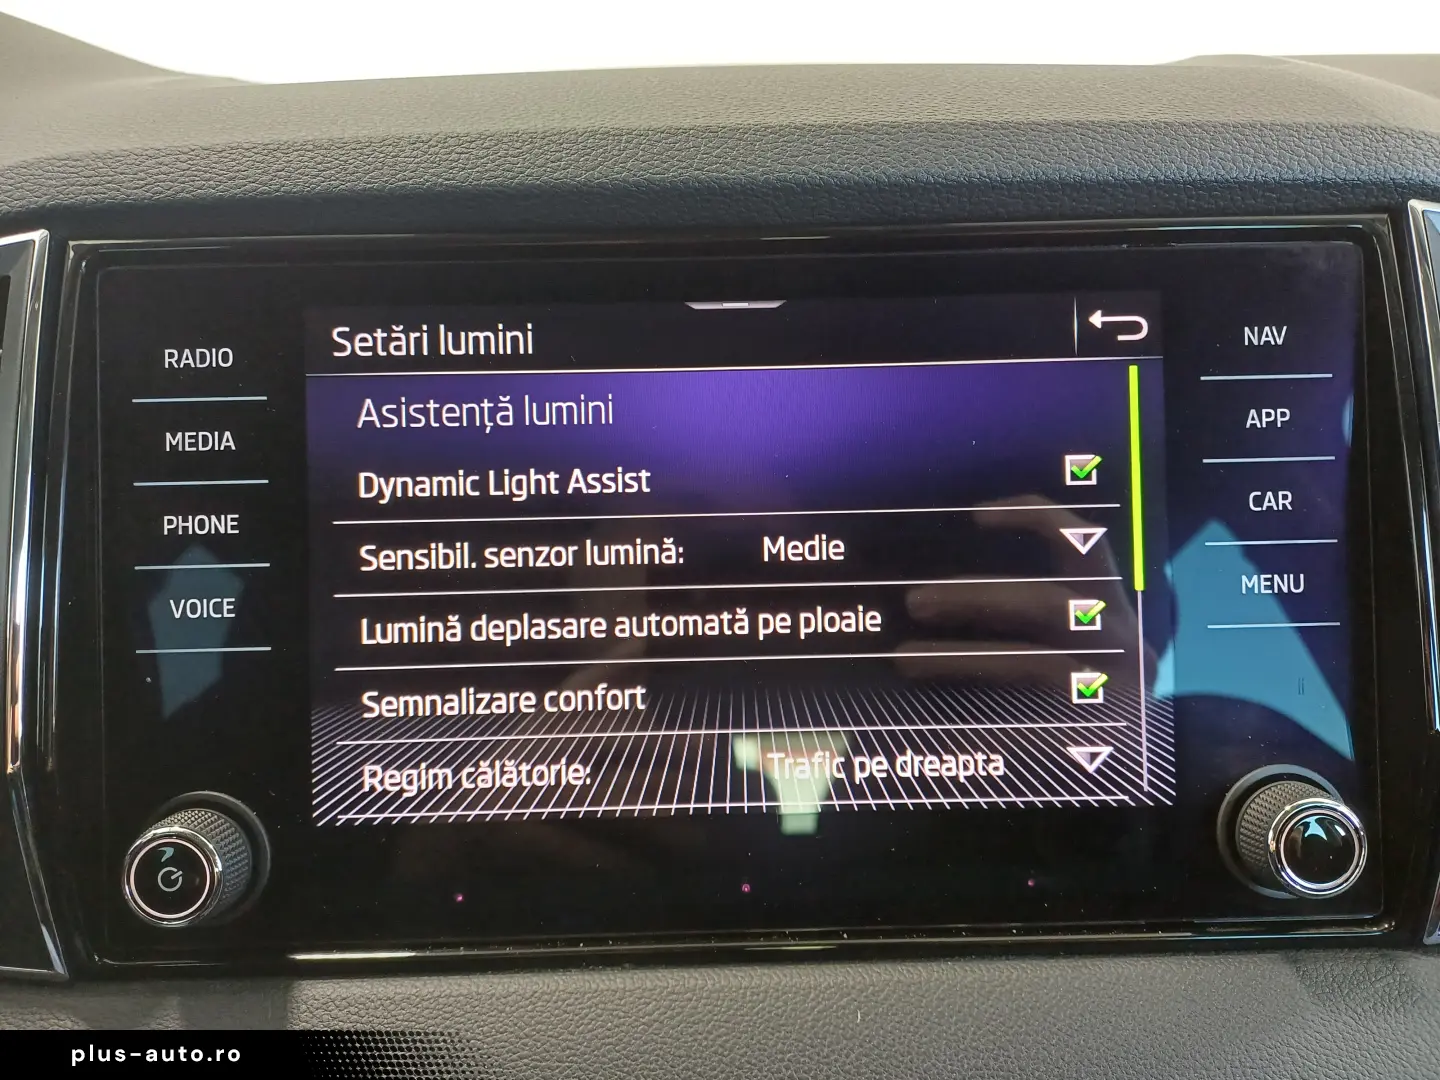 RADIO
MEDIA
PHONE
VOICE
Setări lumini
Asistență lumini
Dynamic Light Assist
Sensibil. senzor lumină: Medie
Lumină deplasare automată pe ploaie
Semnalizare confort
Regim călătorie: Trafic pe dreapta
NAV
APP
CAR
MENU
plus-auto.ro